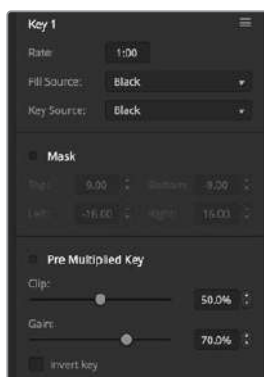 Key 1
Rate: 1:00
Fill Source: Black
Key Source: Black
Mask
Top: 9.00 Bottom: -9.00
Left: -16.00 Right: 16.00
Pre Multiplied Key
Clip:
50.0%
Gain:
70.0%
Invert key